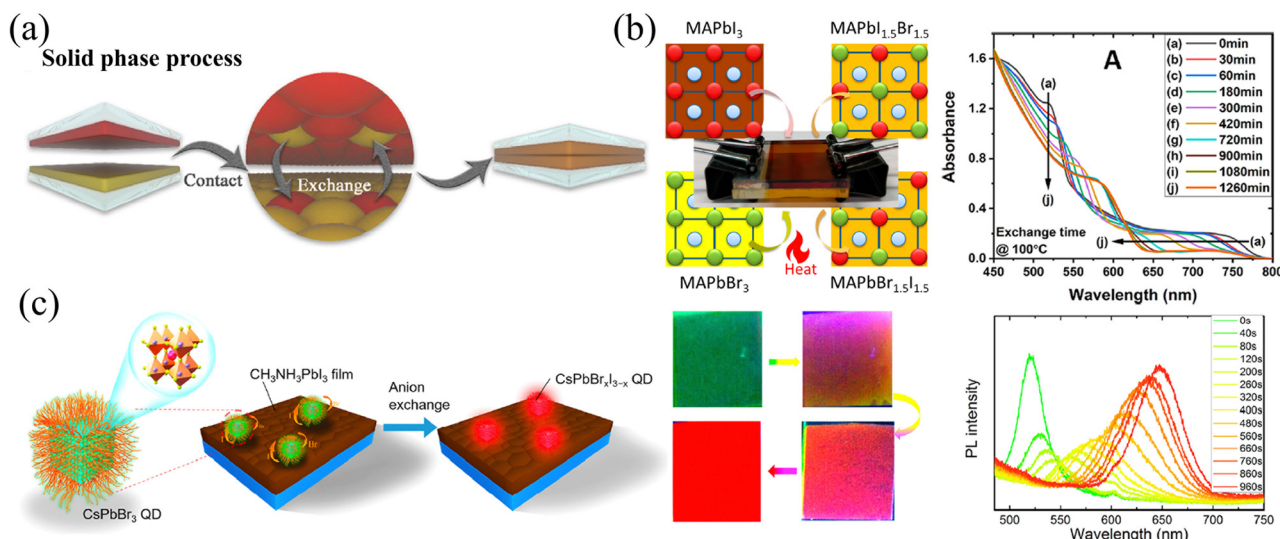 (a)
Solid phase process
Contact
Exchange
(b)
MAPbI3
MAPbI1.5Br1.5
MAPbBr3
Heat
MAPbBr1.5I1.5
A
Absorbance
1.6
1.2
0.8
0.4
0.0
(a)
(j)
(j)
(a)
Exchange time
@ 100°C
(a) 0min
(b) 30min
(c) 60min
(d) 180min
(e) 300min
(f) 420min
(g) 720min
(h) 900min
(i) 1080min
(j) 1260min
450 500 550 600 650 700 750 800
Wavelength (nm)
(c)
CH3NH3PbI3 film
Br
CsPbBr3 QD
Anion
exchange
CsPbBrxI3−x QD
PL intensity
0s
40s
80s
120s
200s
260s
320s
400s
480s
560s
660s
760s
860s
960s
500 550 600 650 700 750
Wavelength (nm)